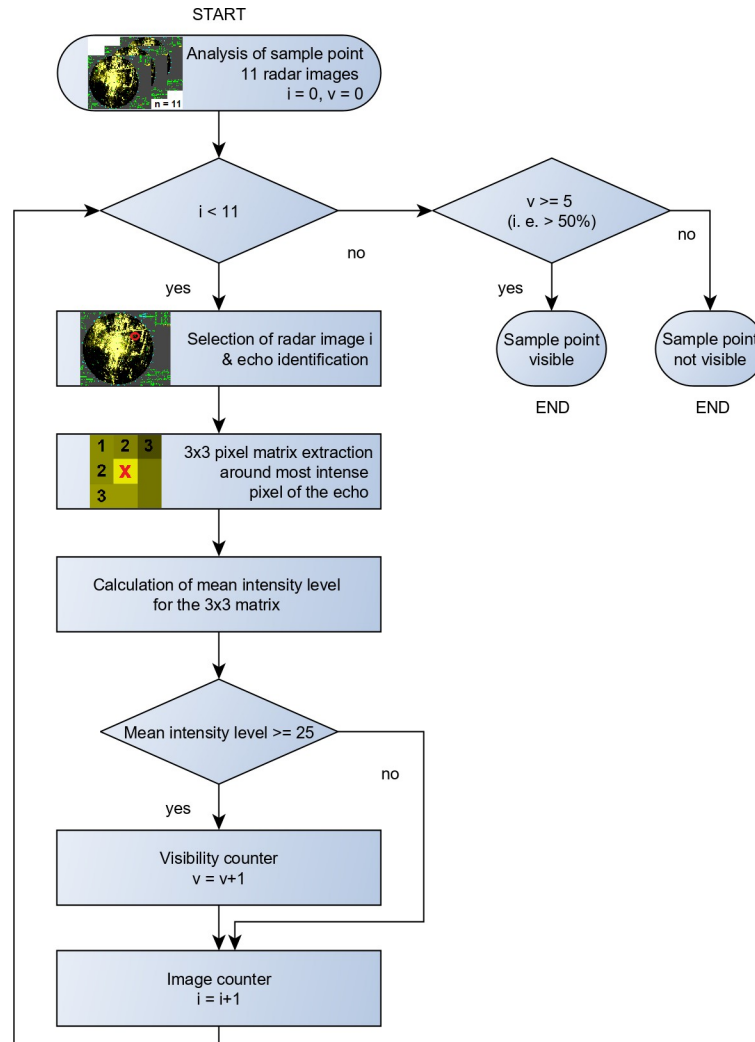 START
Analysis of sample point
11 radar images
i = 0, v = 0
n = 11
i < 11
no
yes
v >= 5
(i. e. > 50%)
no
yes
Sample point
visible
END
Sample point
not visible
END
Selection of radar image i
& echo identification
1 2 3
2 X
3
3x3 pixel matrix extraction
around most intense
pixel of the echo
Calculation of mean intensity level
for the 3x3 matrix
Mean intensity level >= 25
no
yes
Visibility counter
v = v+1
Image counter
i = i+1